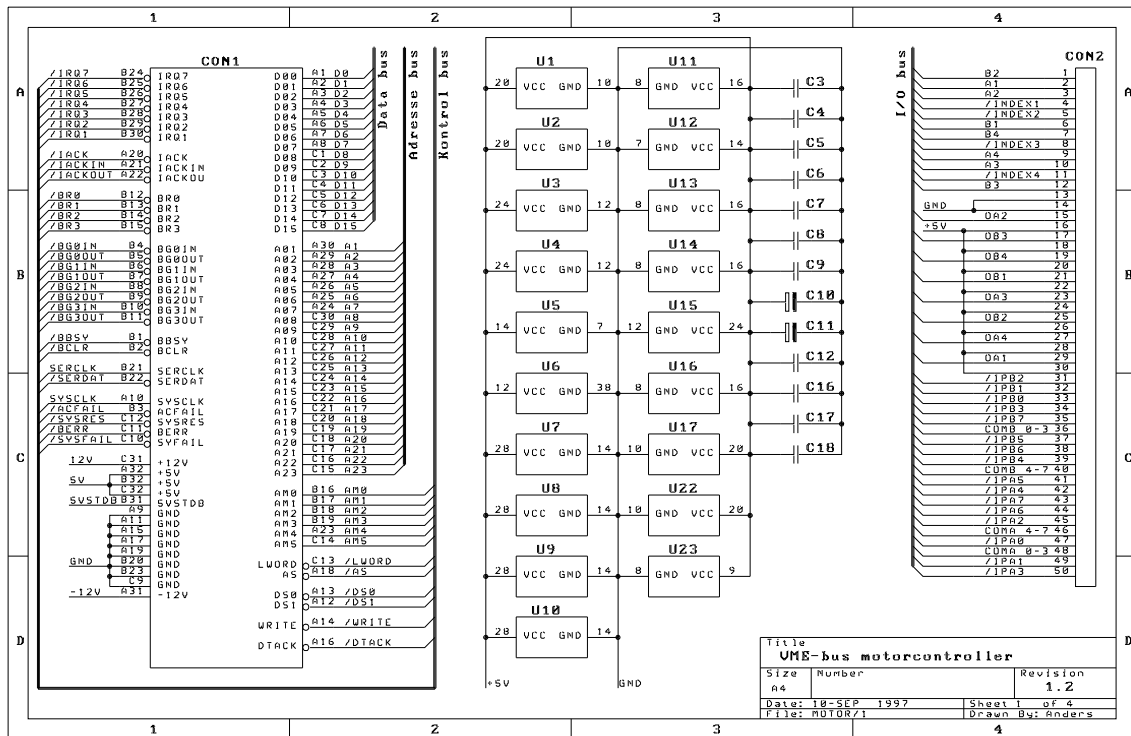 1 2 3 4
A
B
C
D
CON1
/IRQ7 B24 IRQ7
/IRQ6 B25 IRQ6
/IRQ5 B26 IRQ5
/IRQ4 B27 IRQ4
/IRQ3 B28 IRQ3
/IRQ2 B29 IRQ2
/IRQ1 B30 IRQ1
/IACK A20 IACK
/IACKIN A21 IACKIN
/IACKOUT A22 IACKOU
/BR0 B12 BR0
/BR1 B13 BR1
/BR2 B14 BR2
/BR3 B15 BR3
/BG0IN B4 BG0IN
/BG0OUT B5 BG0OUT
/BG1IN B6 BG1IN
/BG1OUT B7 BG1OUT
/BG2IN B8 BG2IN
/BG2OUT B9 BG2OUT
/BG3IN B10 BG3IN
/BG3OUT B11 BG3OUT
/BBSY B1 BBSY
/BCLR B2 BCLR
SERCLK B21 SERCLK
/SERDAT B22 SERDAT
SYSCLK A10 SYSCLK
/ACFAIL B3 ACFAIL
/SYSRES C12 SYSRES
/BERR C11 BERR
/SYSFAIL C10 SYFAIL
12V C31 +12V
A32 +5V
5V B32 +5V
C32 +5V
5VSTDB B31 5VSTDB
A9 GND
A11 GND
A15 GND
A17 GND
A19 GND
GND B20 GND
B23 GND
C9 GND
-12V A31 -12V
D00 A1 D0
D01 A2 D1
D02 A3 D2
D03 A4 D3
D04 A5 D4
D05 A6 D5
D06 A7 D6
D07 A8 D7
D08 C1 D8
D09 C2 D9
D10 C3 D10
D11 C4 D11
D12 C5 D12
D13 C6 D13
D14 C7 D14
D15 C8 D15
A01 A30 A1
A02 A29 A2
A03 A28 A3
A04 A27 A4
A05 A26 A5
A06 A25 A6
A07 A24 A7
A08 C30 A8
A09 C29 A9
A10 C28 A10
A11 C27 A11
A12 C26 A12
A13 C25 A13
A14 C24 A14
A15 C23 A15
A16 C22 A16
A17 C21 A17
A18 C20 A18
A19 C19 A19
A20 C18 A20
A21 C17 A21
A22 C16 A22
A23 C15 A23
AM0 B16 AM0
AM1 B17 AM1
AM2 B18 AM2
AM3 B19 AM3
AM4 A23 AM4
AM5 C14 AM5
LWORD C13 /LWORD
AS A18 /AS
DS0 A13 /DS0
DS1 A12 /DS1
WRITE A14 /WRITE
DTACK A16 /DTACK
Data bus
Adresse bus
Kontrol bus
U1
20 VCC GND 10
U2
20 VCC GND 10
U3
24 VCC GND 12
U4
24 VCC GND 12
U5
14 VCC GND 7
U6
12 VCC GND 38
U7
28 VCC GND 14
U8
28 VCC GND 14
U9
28 VCC GND 14
U10
28 VCC GND 14
+5V
GND
U11
8 GND VCC 16
U12
7 GND VCC 14
U13
8 GND VCC 16
U14
8 GND VCC 16
U15
12 GND VCC 24
U16
8 GND VCC 16
U17
10 GND VCC 20
U22
10 GND VCC 20
U23
8 GND VCC 9
C3
C4
C5
C6
C7
C8
C9
C10
C11
C12
C16
C17
C18
I/O bus
CON2
B2 1
A1 2
A2 3
/INDEX1 4
/INDEX2 5
B1 6
B4 7
/INDEX3 8
A4 9
A3 10
/INDEX4 11
B3 12
13
GND 14
OA2 15
+5V 16
OB3 17
18
OB4 19
20
OB1 21
22
OA3 23
24
OB2 25
26
OA4 27
28
OA1 29
30
/IPB2 31
/IPB1 32
/IPB0 33
/IPB3 34
/IPB7 35
COMB 0-3 36
/IPB5 37
/IPB6 38
/IPB4 39
COMB 4-7 40
/IPA5 41
/IPA4 42
/IPA7 43
/IPA6 44
/IPA2 45
COMA 4-7 46
/IPA0 47
COMA 0-3 48
/IPA1 49
/IPA3 50
Title
VME-bus motorcontroller
Size Number Revision
A4 1.2
Date: 10-SEP 1997 Sheet 1 of 4
File: MOTOR/1 Drawn By: Anders
A
B
C
D
1 2 3 4